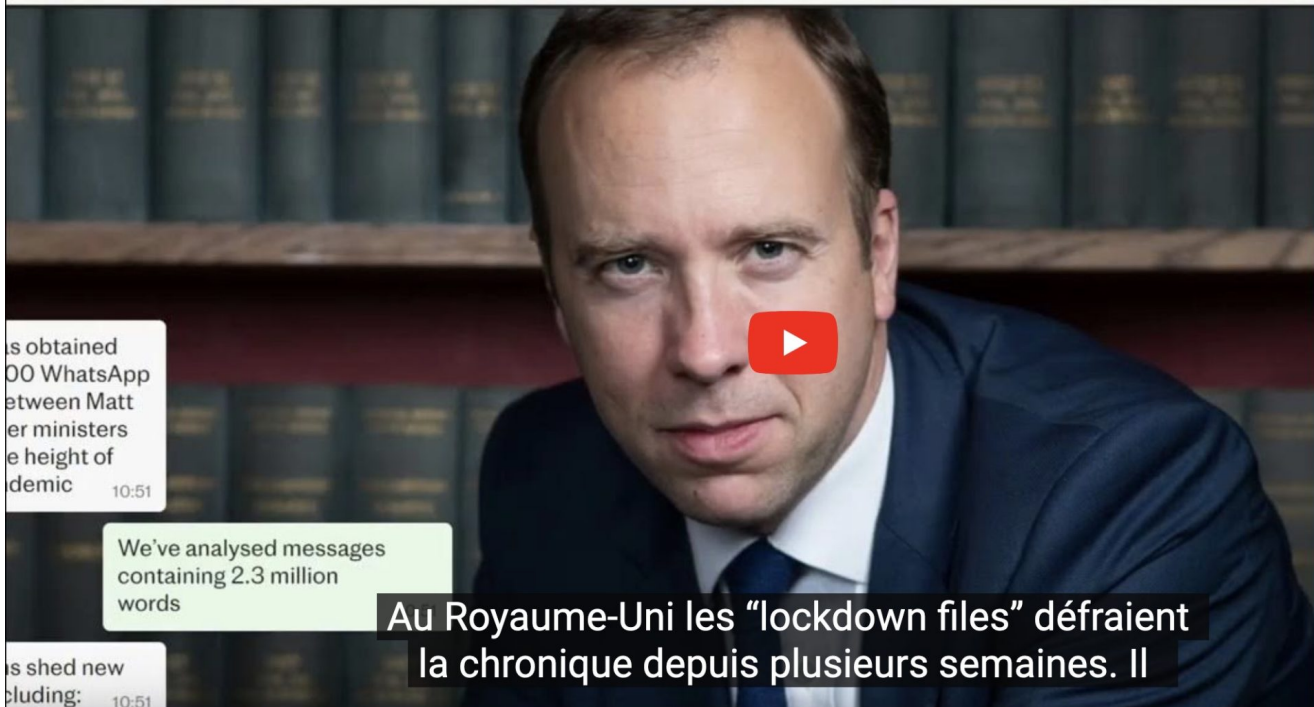 s obtained
00 WhatsApp
etween Matt
er ministers
e height of
demic 10:51
We've analysed messages
containing 2.3 million
words
Au Royaume-Uni les “lockdown files” défraient
la chronique depuis plusieurs semaines. Il
s shed new
cluding: 10:51